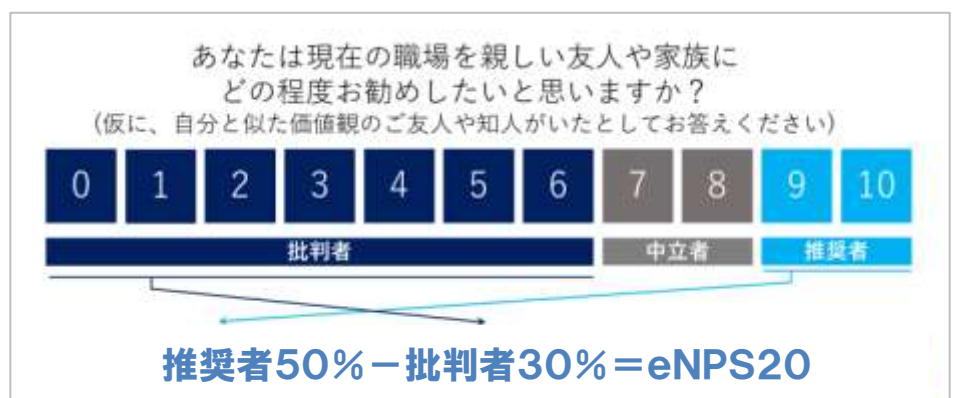 あなたは現在の職場を親しい友人や家族に
どの程度お勧めしたいと思いますか？
(仮に、自分と似た価値観のご友人や知人がいたとしてお答えください)
0 1 2 3 4 5 6 7 8 9 10
批判者 中立者 推奨者
推奨者50%－批判者30%＝eNPS20